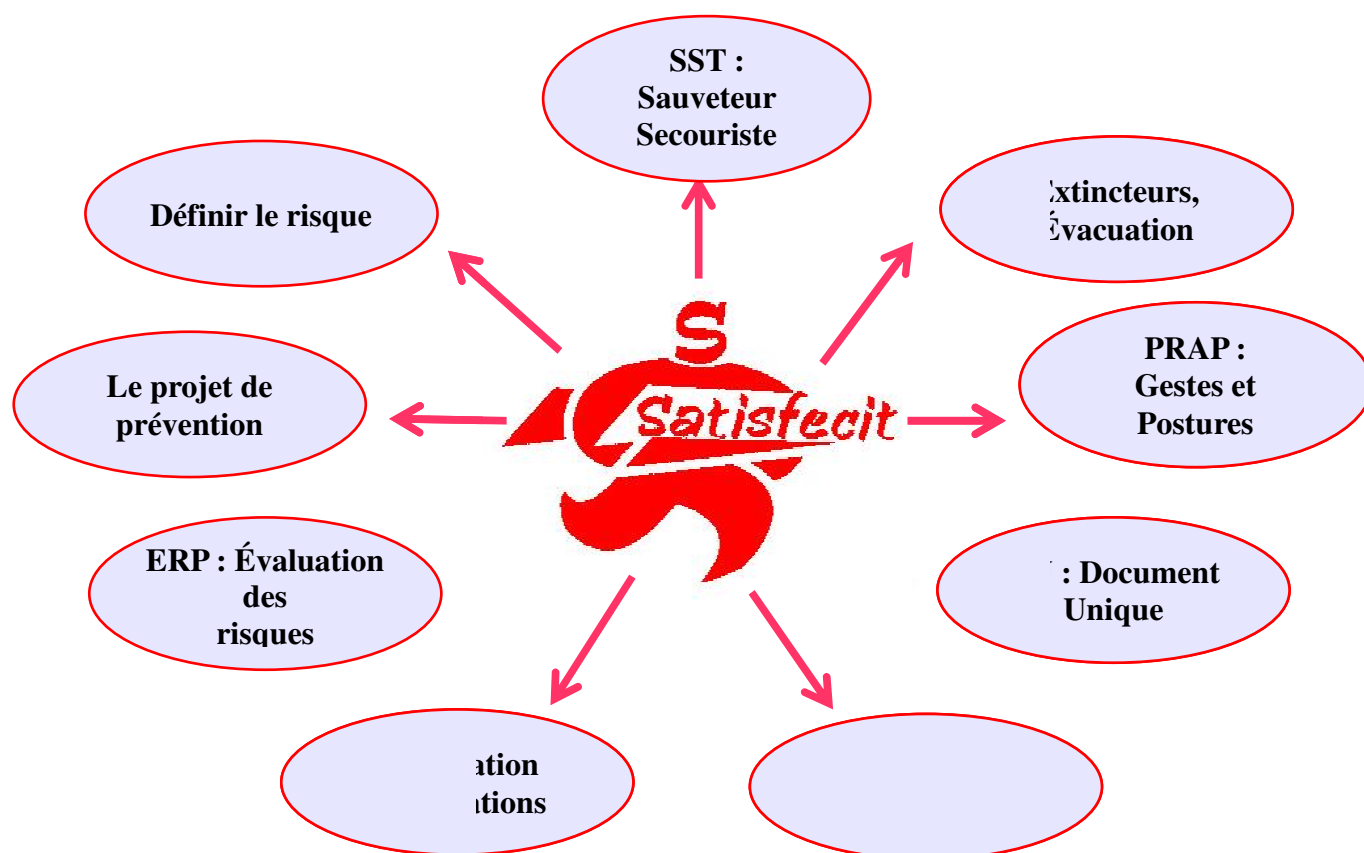 SST :
Sauveteur
Secouriste
Définir le risque
xtincteurs,
Évacuation
Le projet de
prévention
PRAP :
Gestes et
Postures
S
Satisfecit
ERP : Évaluation
des
risques
: Document
Unique
ation
ations